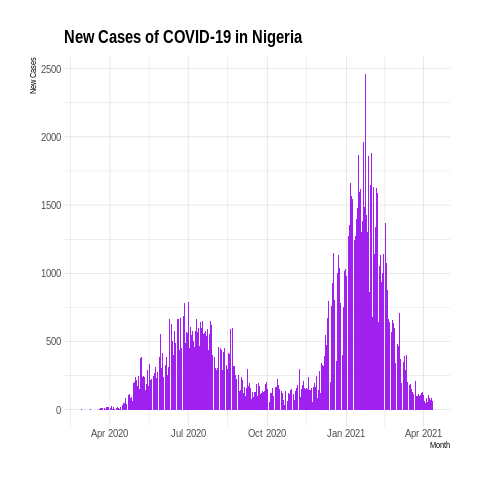 New Cases of COVID-19 in Nigeria
New Cases
2500
2000
1500
1000
500
0
Apr 2020
Jul 2020
Oct 2020
Jan 2021
Apr 2021
Month